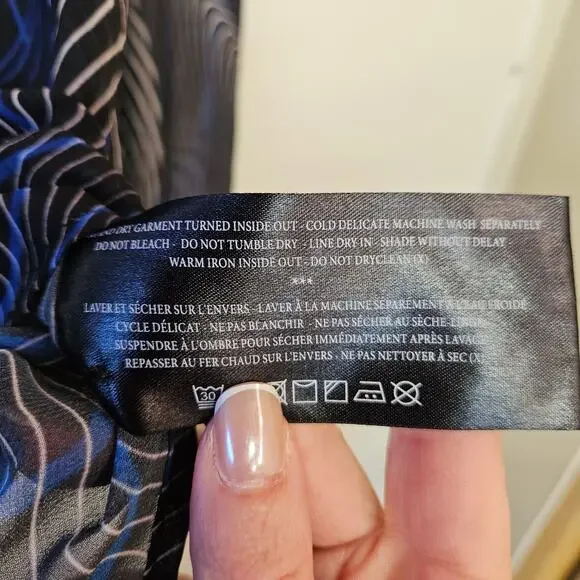 AND DRY GARMENT TURNED INSIDE OUT - COLD DELICATE MACHINE WASH SEPARATELY
DO NOT BLEACH - DO NOT TUMBLE DRY - LINE DRY IN - SHADE WITHOUT DELAY
WARM IRON INSIDE OUT - DO NOT DRYCLEAN (X)
***
LAVER ET SÉCHER SUR L'ENVERS - LAVER À LA MACHINE SÉPAREMENT À L'EAU FROIDE
CYCLE DÉLICAT - NE PAS BLANCHIR - NE PAS SÉCHER AU SÈCHE-LINGE
SUSPENDRE À L'OMBRE POUR SÉCHER IMMÉDIATEMENT APRÈS LAVAGE
REPASSER AU FER CHAUD SUR L'ENVERS - NE PAS NETTOYER À SEC (X)
30